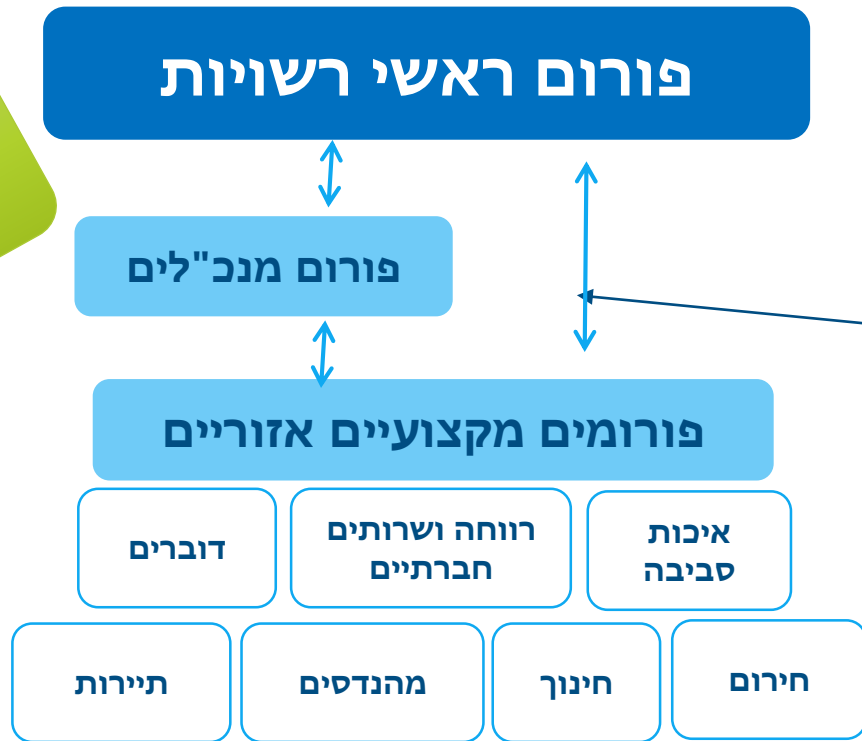 פורום ראשי רשויות
פורום מנכ"לים
פורומים מקצועיים אזוריים
איכות
סביבה
רווחה ושרותים
חברתיים
דוברים
חירום
חינוך
מהנדסים
תיירות